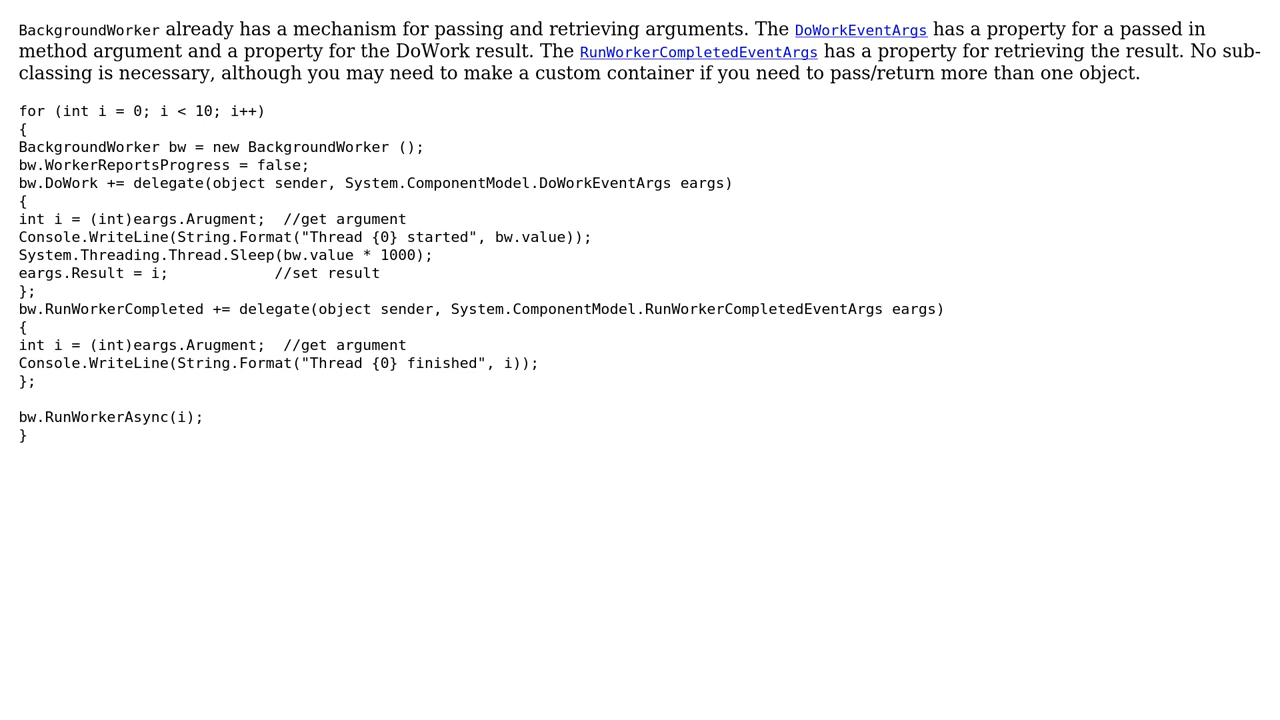 BackgroundWorker already has a mechanism for passing and retrieving arguments. The DoWorkEventArgs has a property for a passed in
method argument and a property for the DoWork result. The RunWorkerCompletedEventArgs has a property for retrieving the result. No sub-
classing is necessary, although you may need to make a custom container if you need to pass/return more than one object.
for (int i = 0; i < 10; i++)
{
BackgroundWorker bw = new BackgroundWorker ();
bw.WorkerReportsProgress = false;
bw.DoWork += delegate(object sender, System.ComponentModel.DoWorkEventArgs eargs)
{
int i = (int)eargs.Arugment;  //get argument
Console.WriteLine(String.Format("Thread {0} started", bw.value));
System.Threading.Thread.Sleep(bw.value * 1000);
eargs.Result = i;            //set result
};
bw.RunWorkerCompleted += delegate(object sender, System.ComponentModel.RunWorkerCompletedEventArgs eargs)
{
int i = (int)eargs.Arugment;  //get argument
Console.WriteLine(String.Format("Thread {0} finished", i));
};
bw.RunWorkerAsync(i);
}